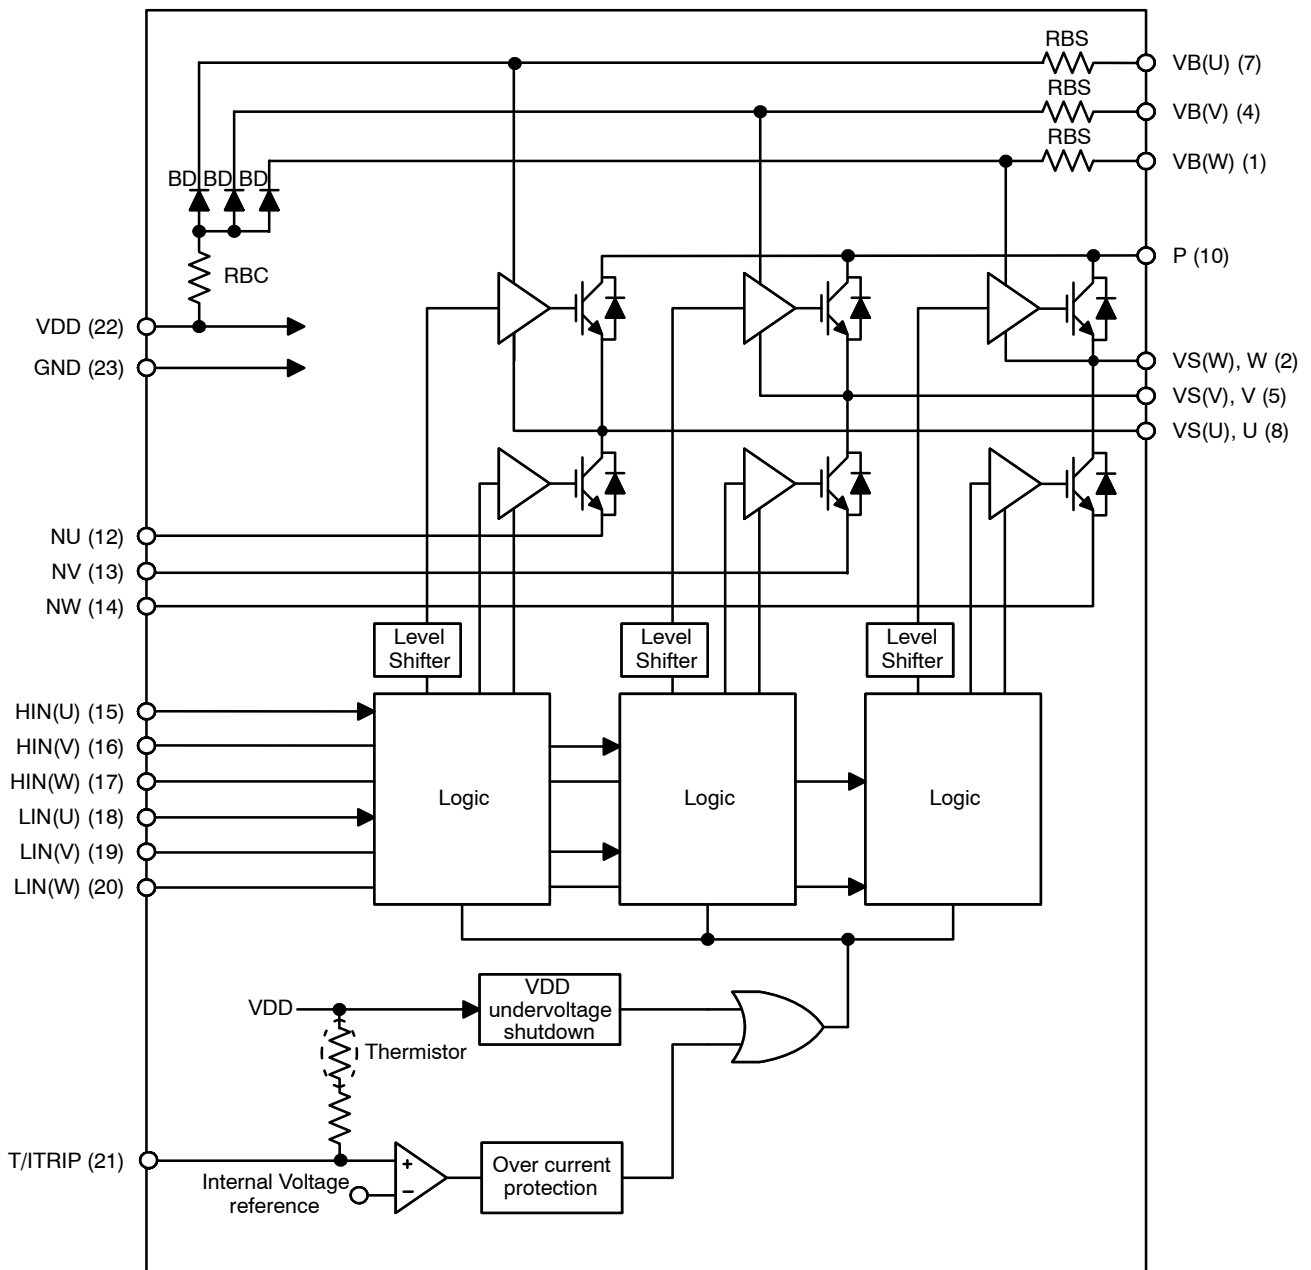 RBS
VB(U) (7)
RBS
VB(V) (4)
RBS
VB(W) (1)
BD BD BD
P (10)
RBC
VDD (22)
GND (23)
VS(W), W (2)
VS(V), V (5)
VS(U), U (8)
NU (12)
NV (13)
NW (14)
Level
Shifter
Level
Shifter
Level
Shifter
HIN(U) (15)
HIN(V) (16)
HIN(W) (17)
LIN(U) (18)
LIN(V) (19)
LIN(W) (20)
Logic
Logic
Logic
VDD
VDD
undervoltage
shutdown
Thermistor
T/ITRIP (21)
Internal Voltage
reference
+
−
Over current
protection